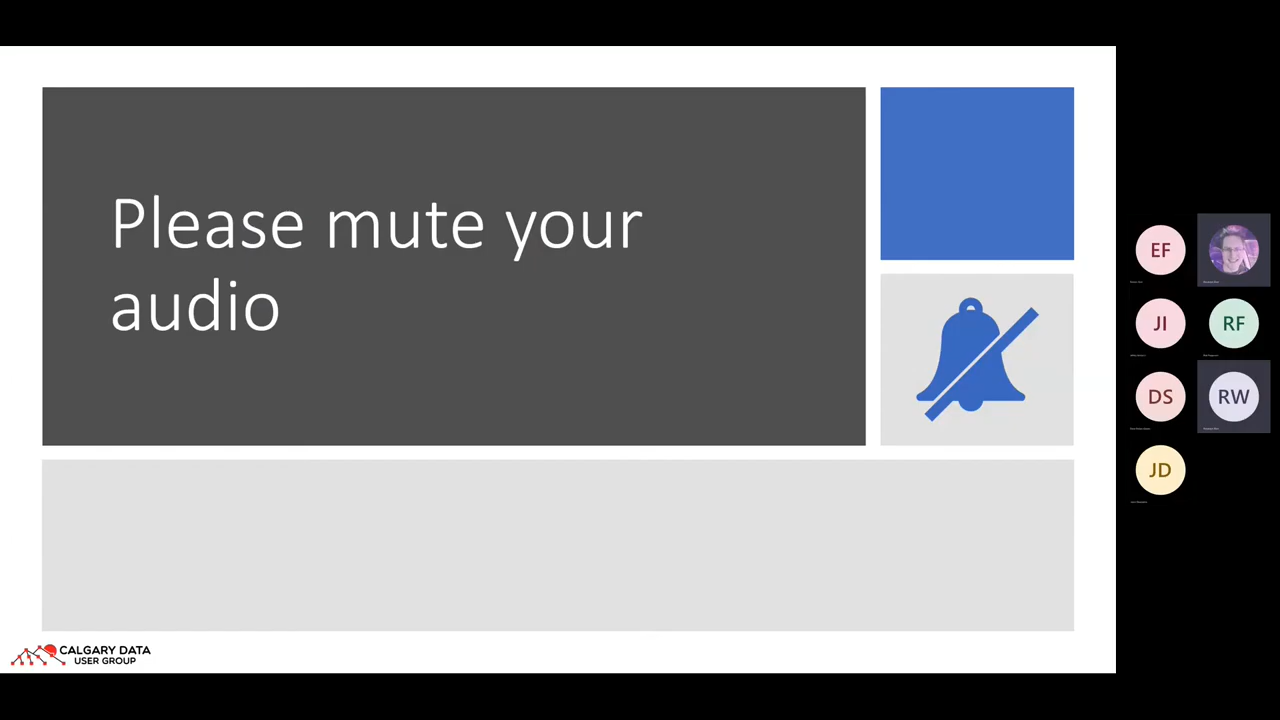 Please mute your
audio
EF
JI
RF
DS
RW
JD
CALGARY DATA
USER GROUP